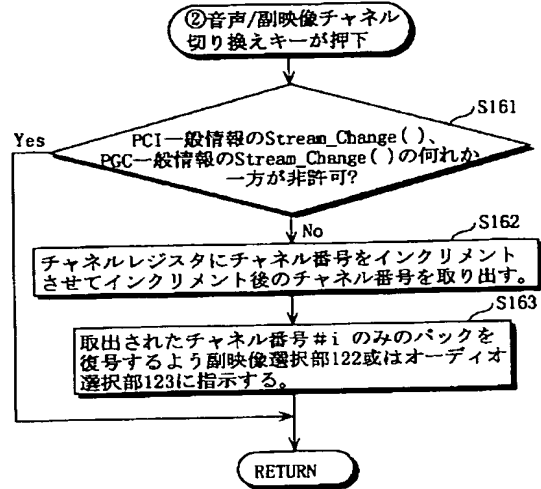 ②音声/副映像チャネル
切り換えキーが押下
S161
Yes
PCI一般情報のStream_Change()、
PGC一般情報のStream_Change()の何れか
一方が非許可?
No
S162
チャネルレジスタにチャネル番号をインクリメント
させてインクリメント後のチャネル番号を取り出す。
S163
取出されたチャネル番号#i のみのパックを
復号するよう副映像選択部122或はオーディオ
選択部123に指示する。
RETURN